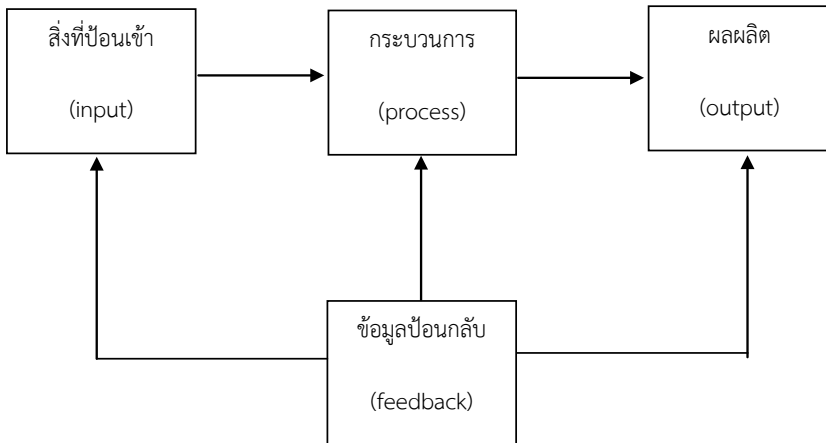 สิ่งที่ป้อนเข้า
(input)
กระบวนการ
(process)
ผลผลิต
(output)
ข้อมูลป้อนกลับ
(feedback)